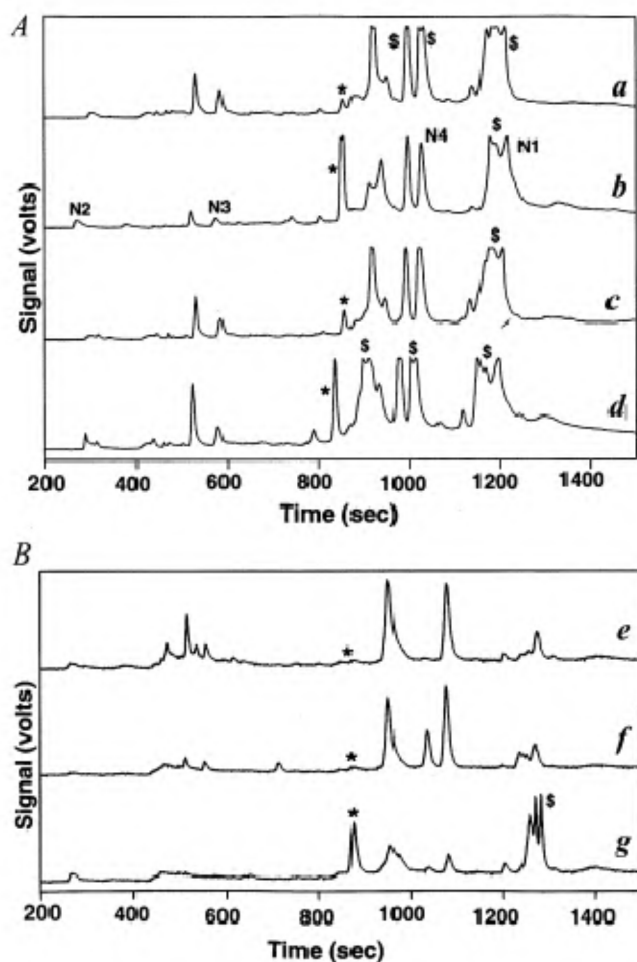 A
$ $ $
* a
$
* N4 N1
N2 N3 b
$
* c
$ $ $
* d
Signal (volts)
200 400 600 800 1000 1200 1400
Time (sec)
B
* e
* f
* $
g
Signal (volts)
200 400 600 800 1000 1200 1400
Time (sec)